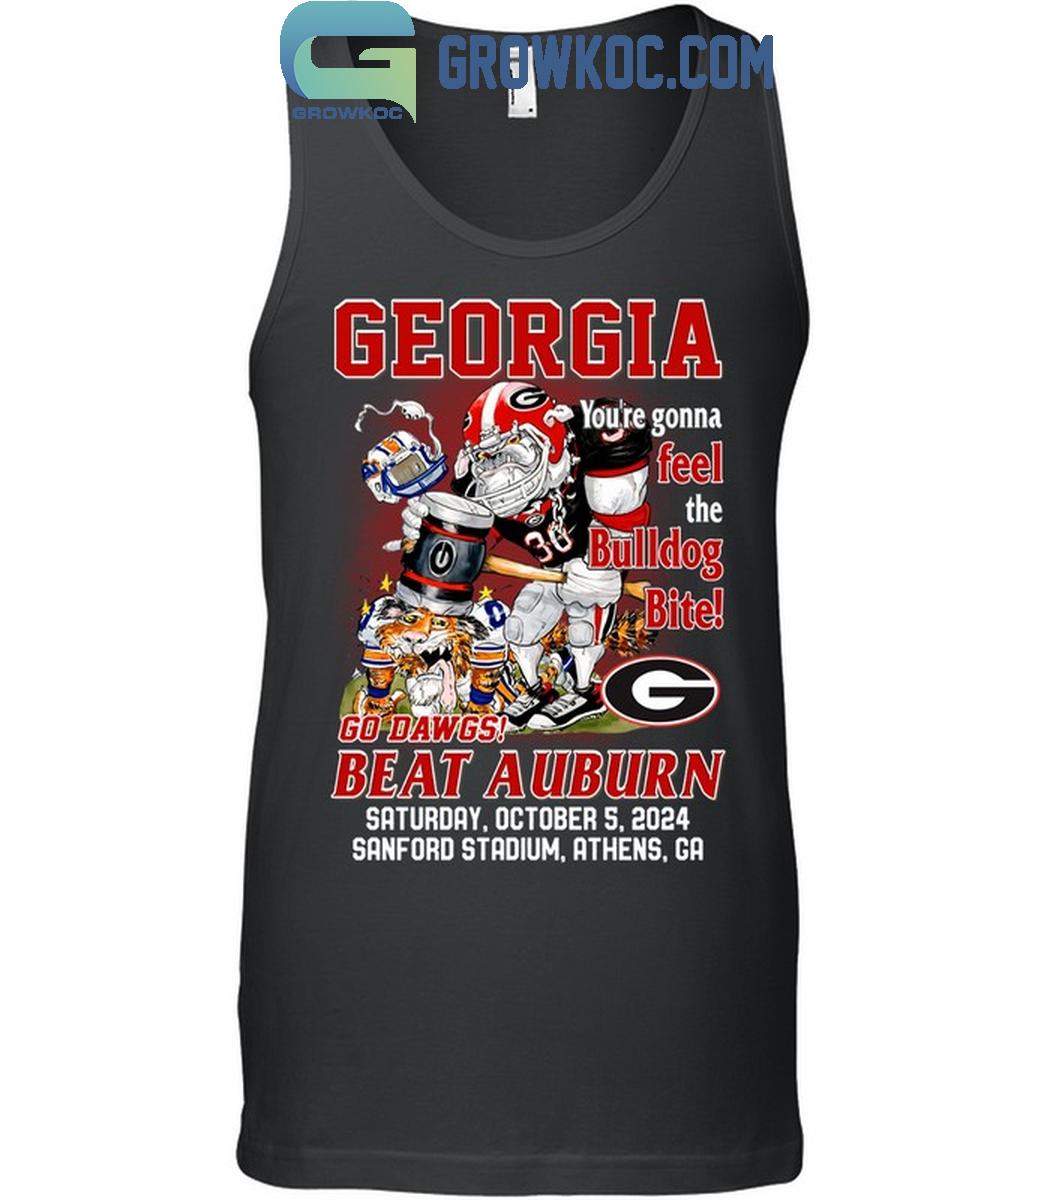 GROWKOC.COM
GROWKOC
GEORGIA
You're gonna
feel
the
Bulldog
Bite!
G
G
36
G
GO DAWGS!
BEAT AUBURN
SATURDAY, OCTOBER 5, 2024
SANFORD STADIUM, ATHENS, GA